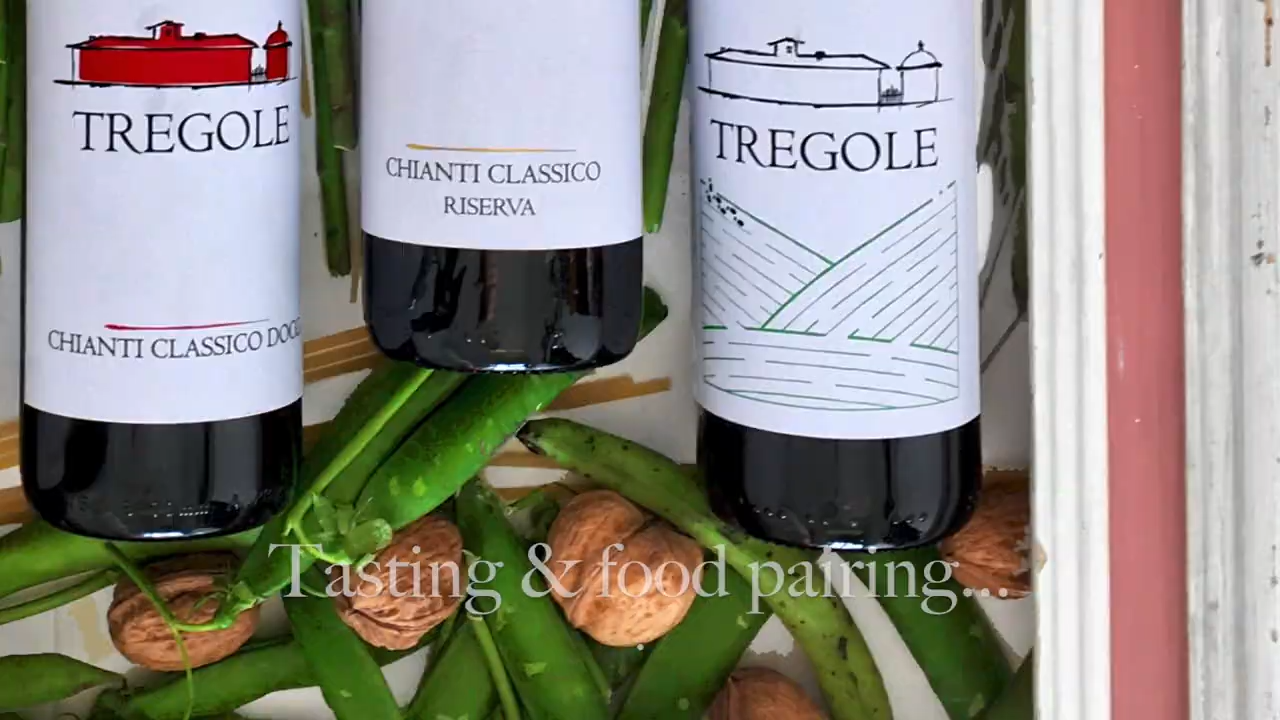 TREGOLE
CHIANTI CLASSICO DOCG
CHIANTI CLASSICO
RISERVA
TREGOLE
Tasting & food pairing...